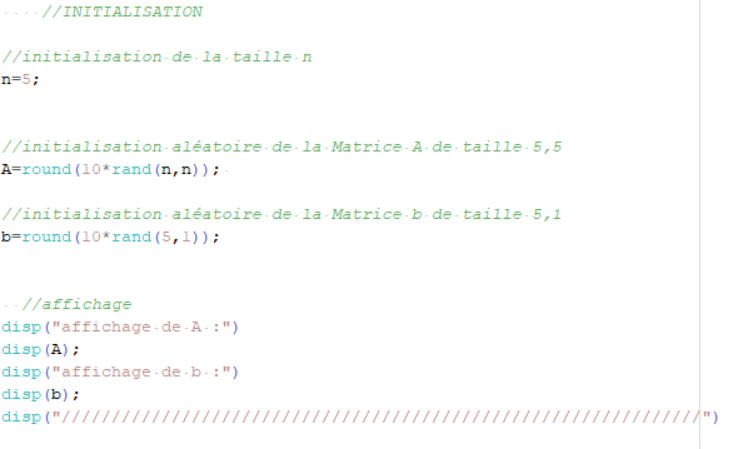 //INITIALISATION
//initialisation de la taille n
n=5;
//initialisation aléatoire de la Matrice A de taille 5,5
A=round(10*rand(n,n));
//initialisation aléatoire de la Matrice b de taille 5,1
b=round(10*rand(5,1));
//affichage
disp("affichage de A :")
disp(A);
disp("affichage de b :")
disp(b);
disp("////////////////////////////////////////////////////////////////")